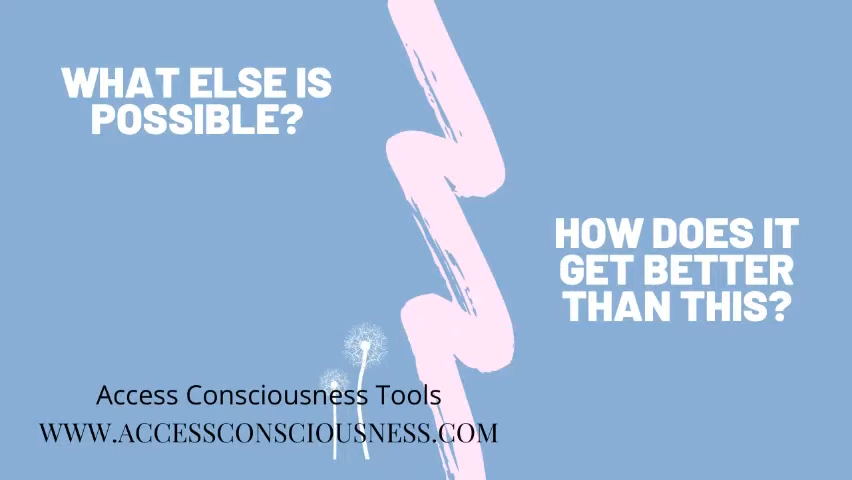 WHAT ELSE IS
POSSIBLE?
HOW DOES IT
GET BETTER
THAN THIS?
Access Consciousness Tools
WWW.ACCESSCONSCIOUSNESS.COM